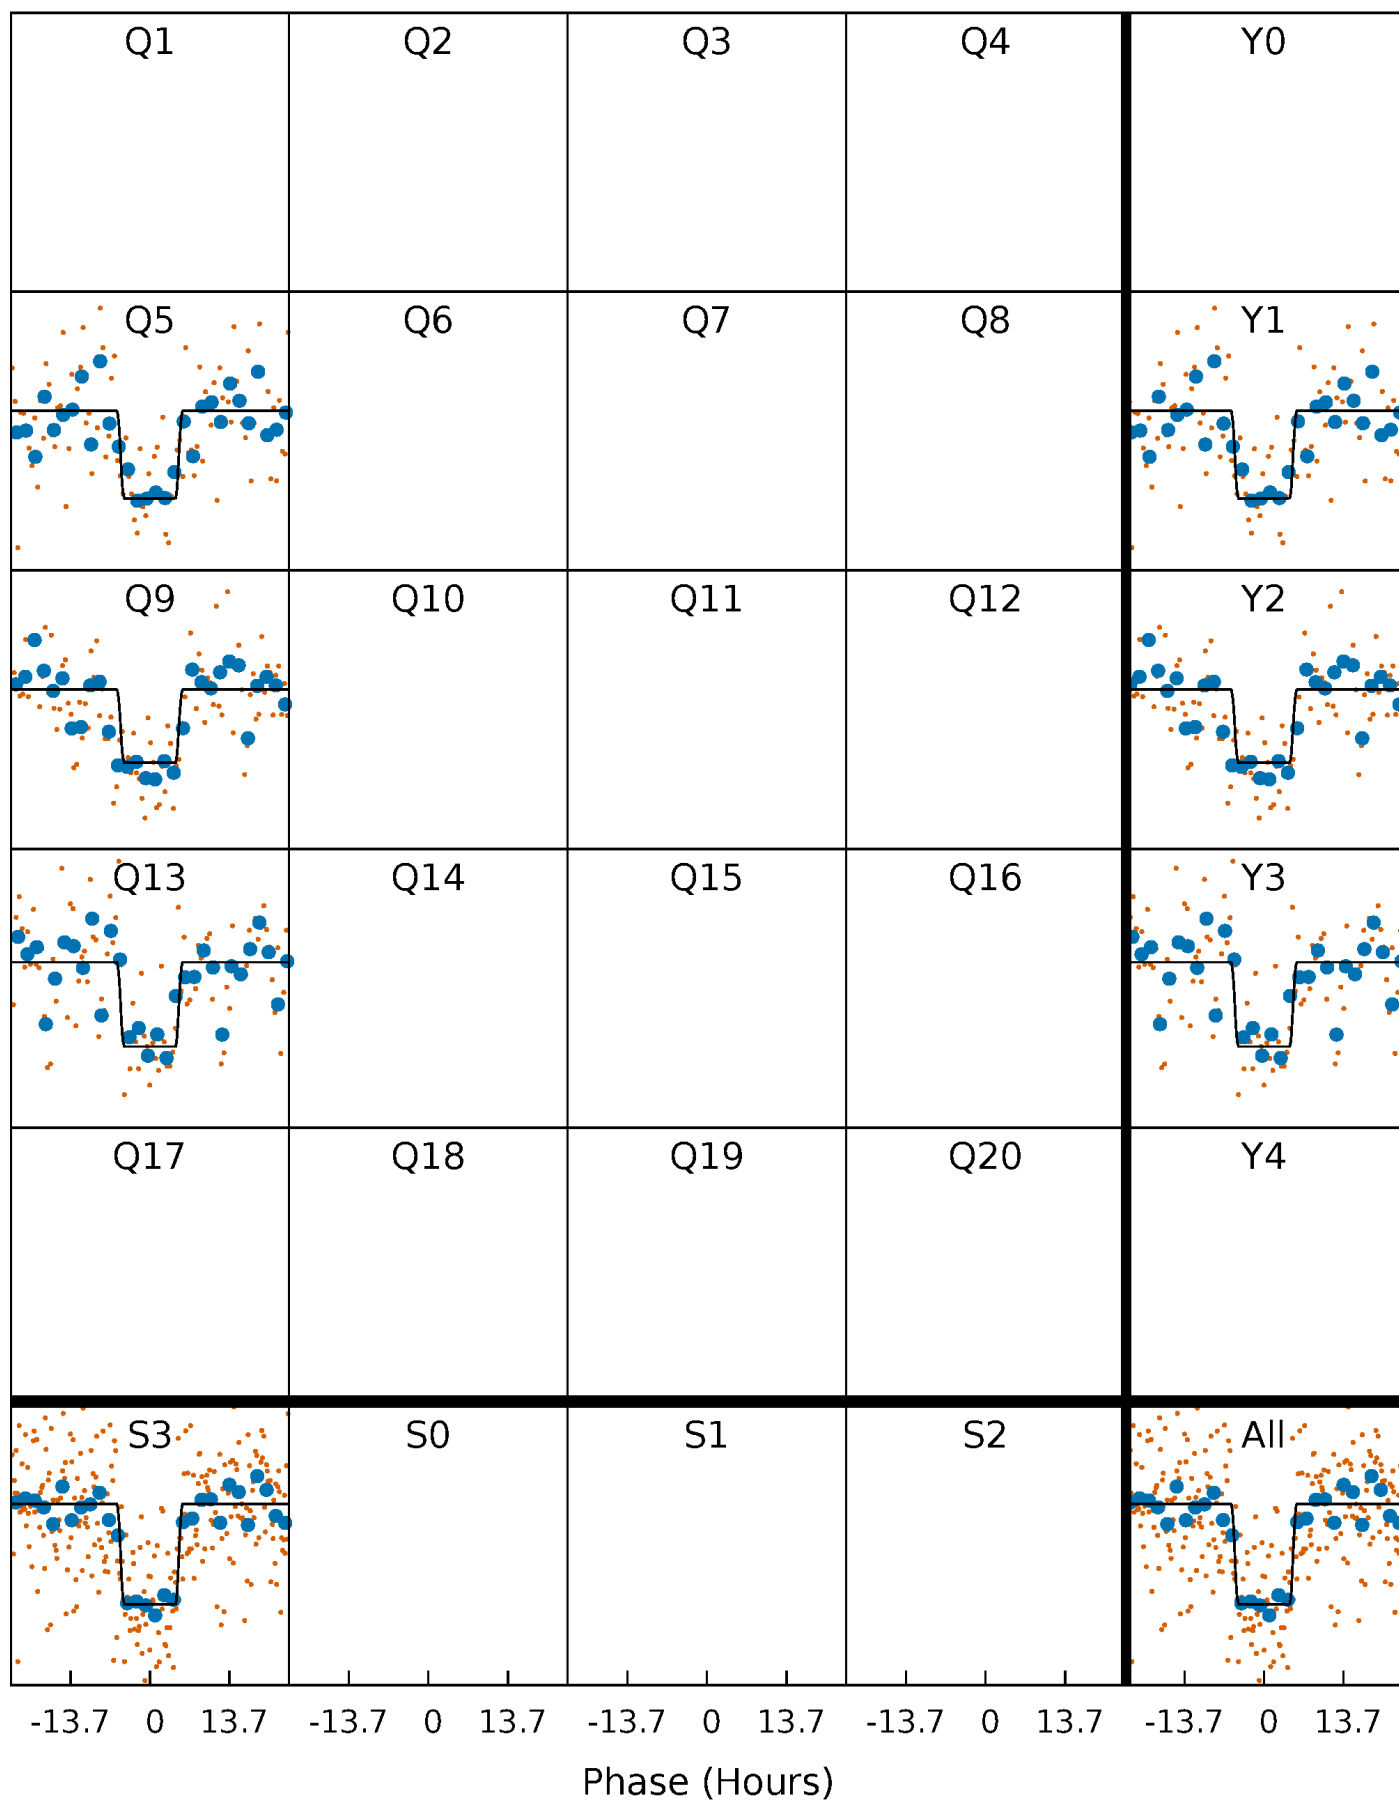 Q1 Q2 Q3 Q4 Y0
Q5 Q6 Q7 Q8 Y1
Q9 Q10 Q11 Q12 Y2
Q13 Q14 Q15 Q16 Y3
Q17 Q18 Q19 Q20 Y4
S3 S0 S1 S2 All
-13.7 0 13.7 -13.7 0 13.7 -13.7 0 13.7 -13.7 0 13.7 -13.7 0 13.7
Phase (Hours)